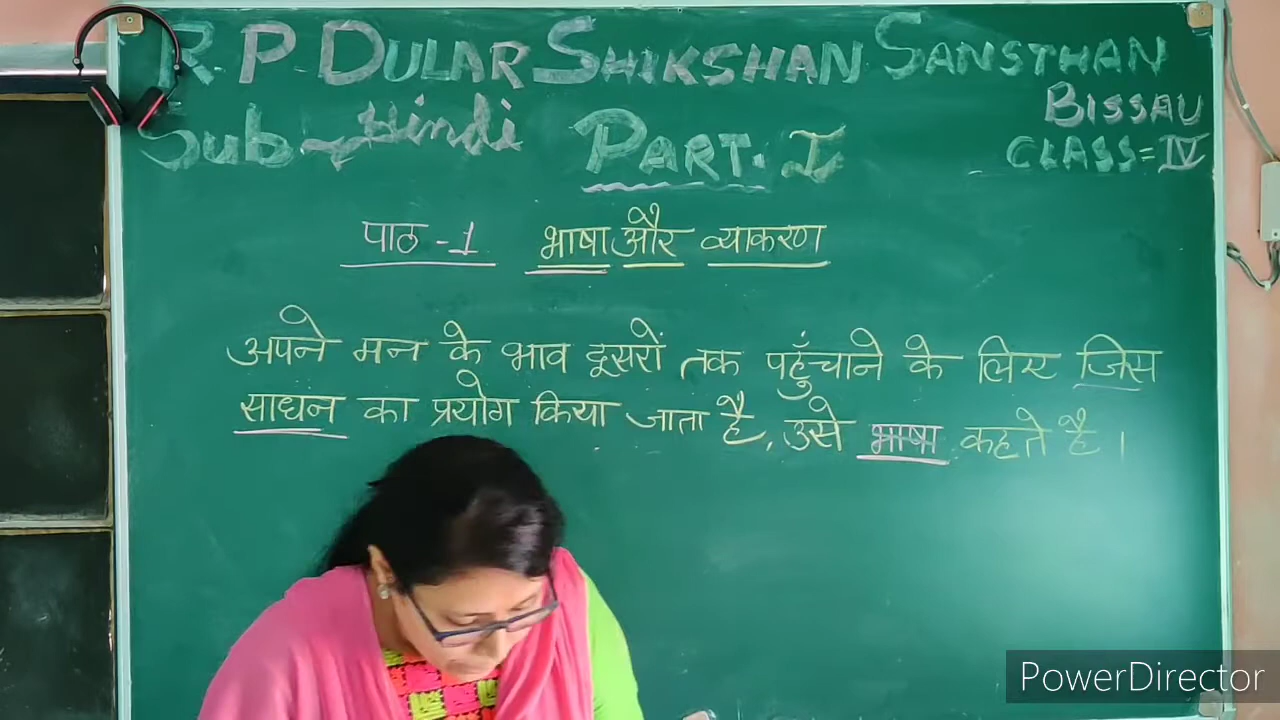 R. P. DULAR SHIKSHAN SANSTHAN
BISSAU
Sub - Hindi PART. I CLASS = IV
पाठ -1 भाषा और व्याकरण
अपने मन के भाव दूसरों तक पहुँचाने के लिए जिस
साधन का प्रयोग किया जाता है, उसे भाषा कहते है।
PowerDirector